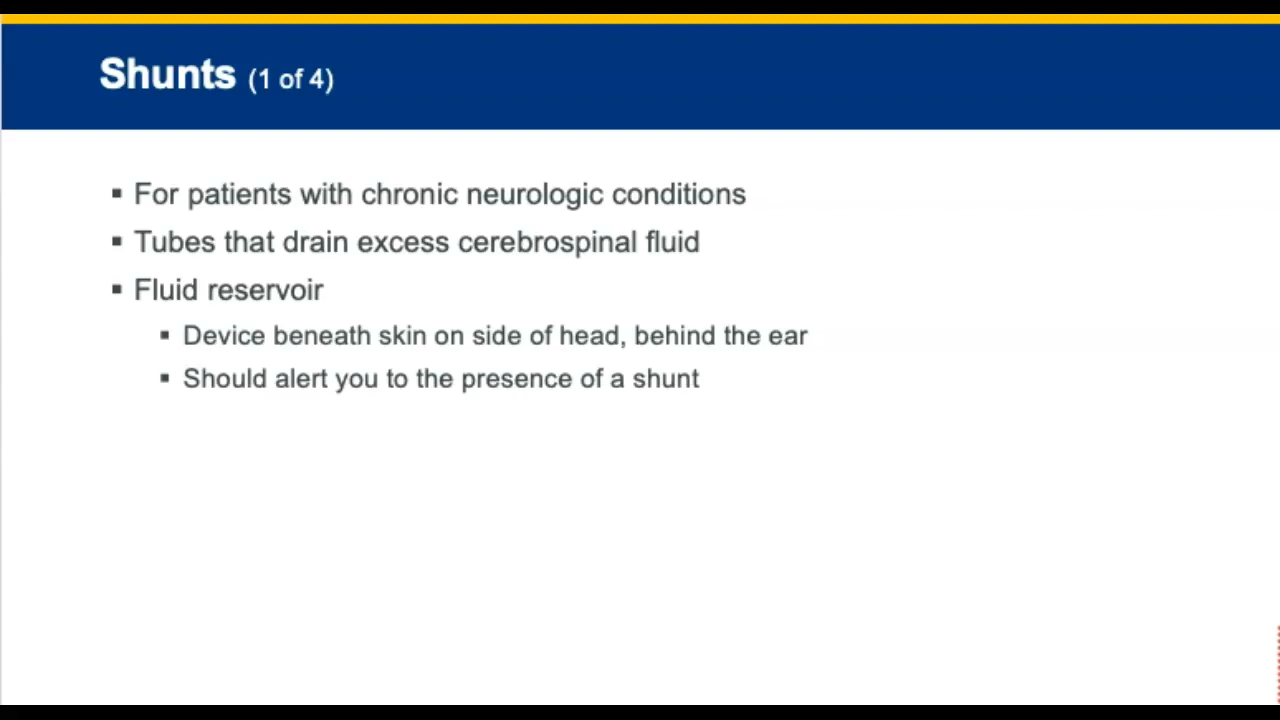 Shunts (1 of 4)
▪ For patients with chronic neurologic conditions
▪ Tubes that drain excess cerebrospinal fluid
▪ Fluid reservoir
▪ Device beneath skin on side of head, behind the ear
▪ Should alert you to the presence of a shunt